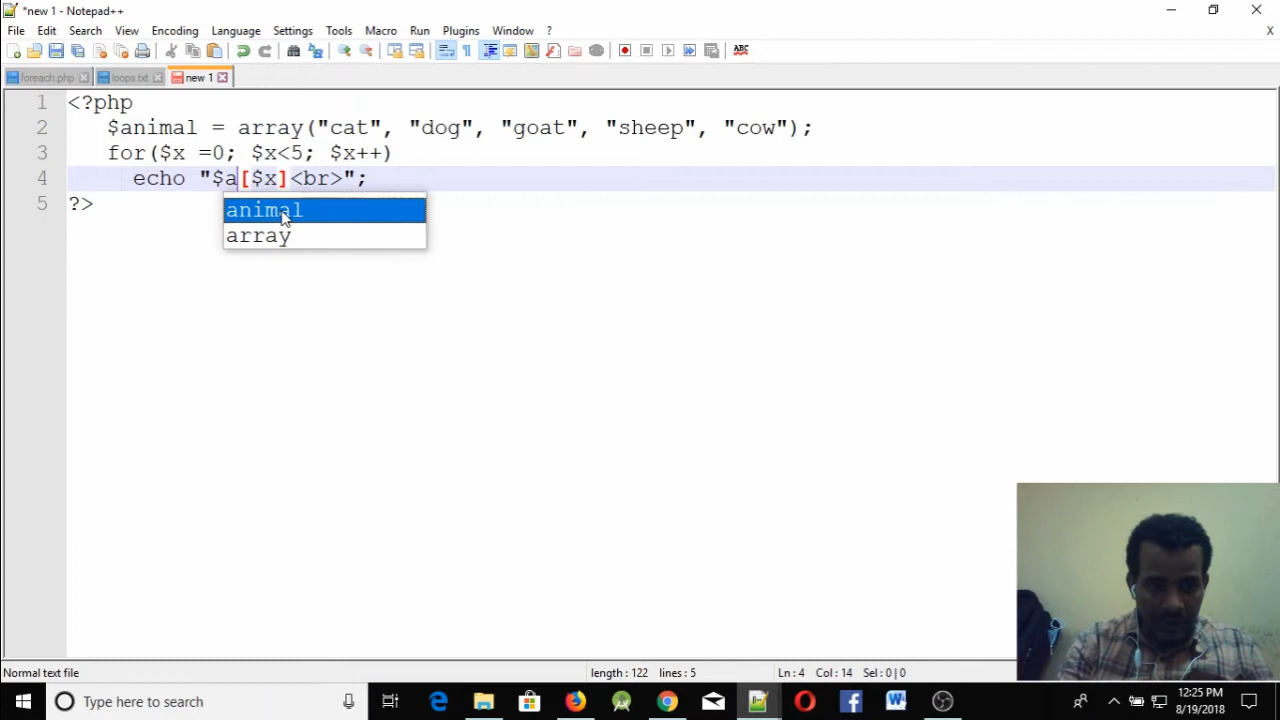 *new 1 - Notepad++
File Edit Search View Encoding Language Settings Tools Macro Run Plugins Window ? X
foreach.php loops.txt new 1
1 <?php
2 $animal = array("cat", "dog", "goat", "sheep", "cow");
3 for($x =0; $x<5; $x++)
4 echo "$a[$x]<br>";
5 ?>
animal
array
Normal text file length : 122 lines : 5 Ln : 4 Col : 14 Sel : 0 | 0
Type here to search
12:25 PM
8/19/2018